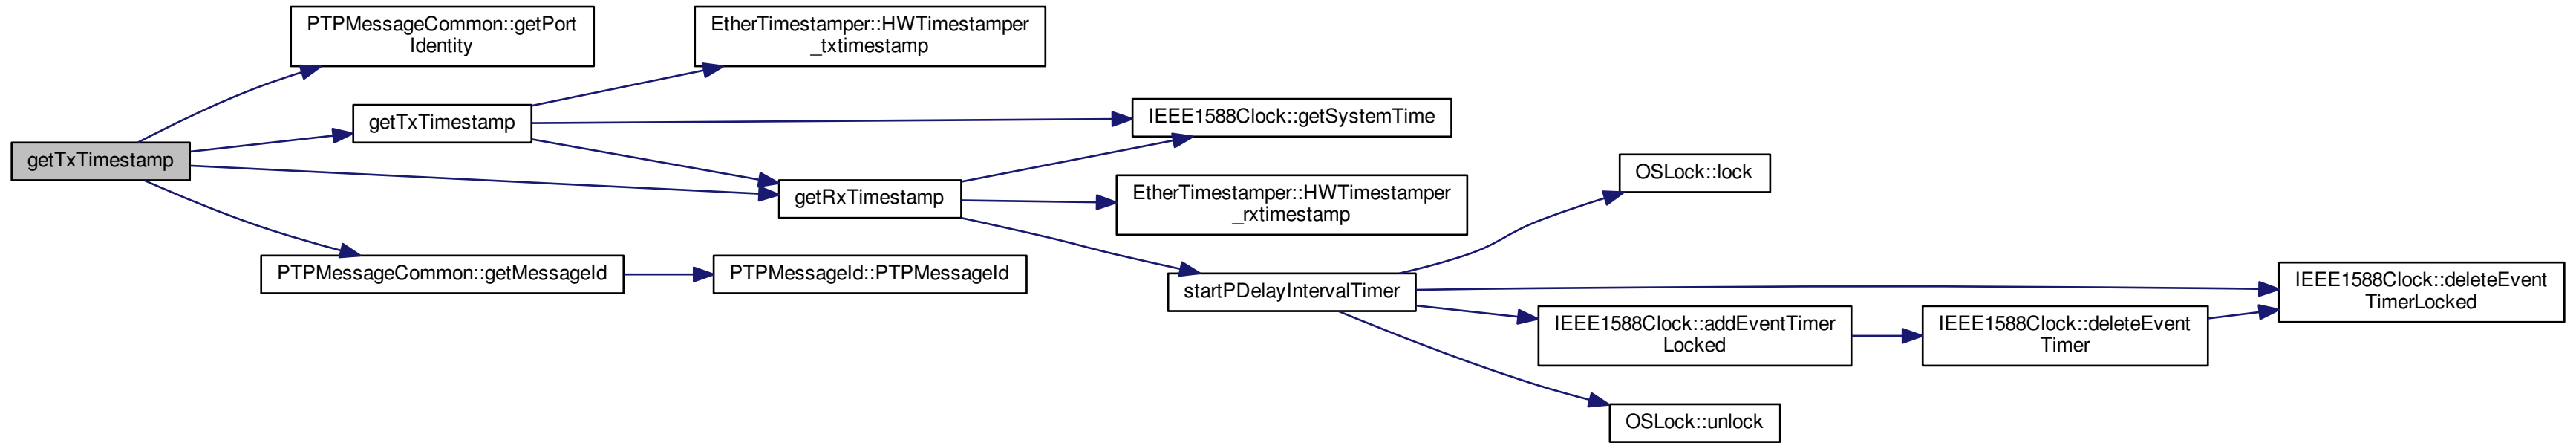 PTPMessageCommon::getPort
Identity
EtherTimestamper::HWTimestamper
_txtimestamp
getTxTimestamp
IEEE1588Clock::getSystemTime
getTxTimestamp
getRxTimestamp
EtherTimestamper::HWTimestamper
_rxtimestamp
OSLock::lock
PTPMessageCommon::getMessageId
PTPMessageId::PTPMessageId
startPDelayIntervalTimer
IEEE1588Clock::deleteEvent
TimerLocked
IEEE1588Clock::addEventTimer
Locked
IEEE1588Clock::deleteEvent
Timer
OSLock::unlock